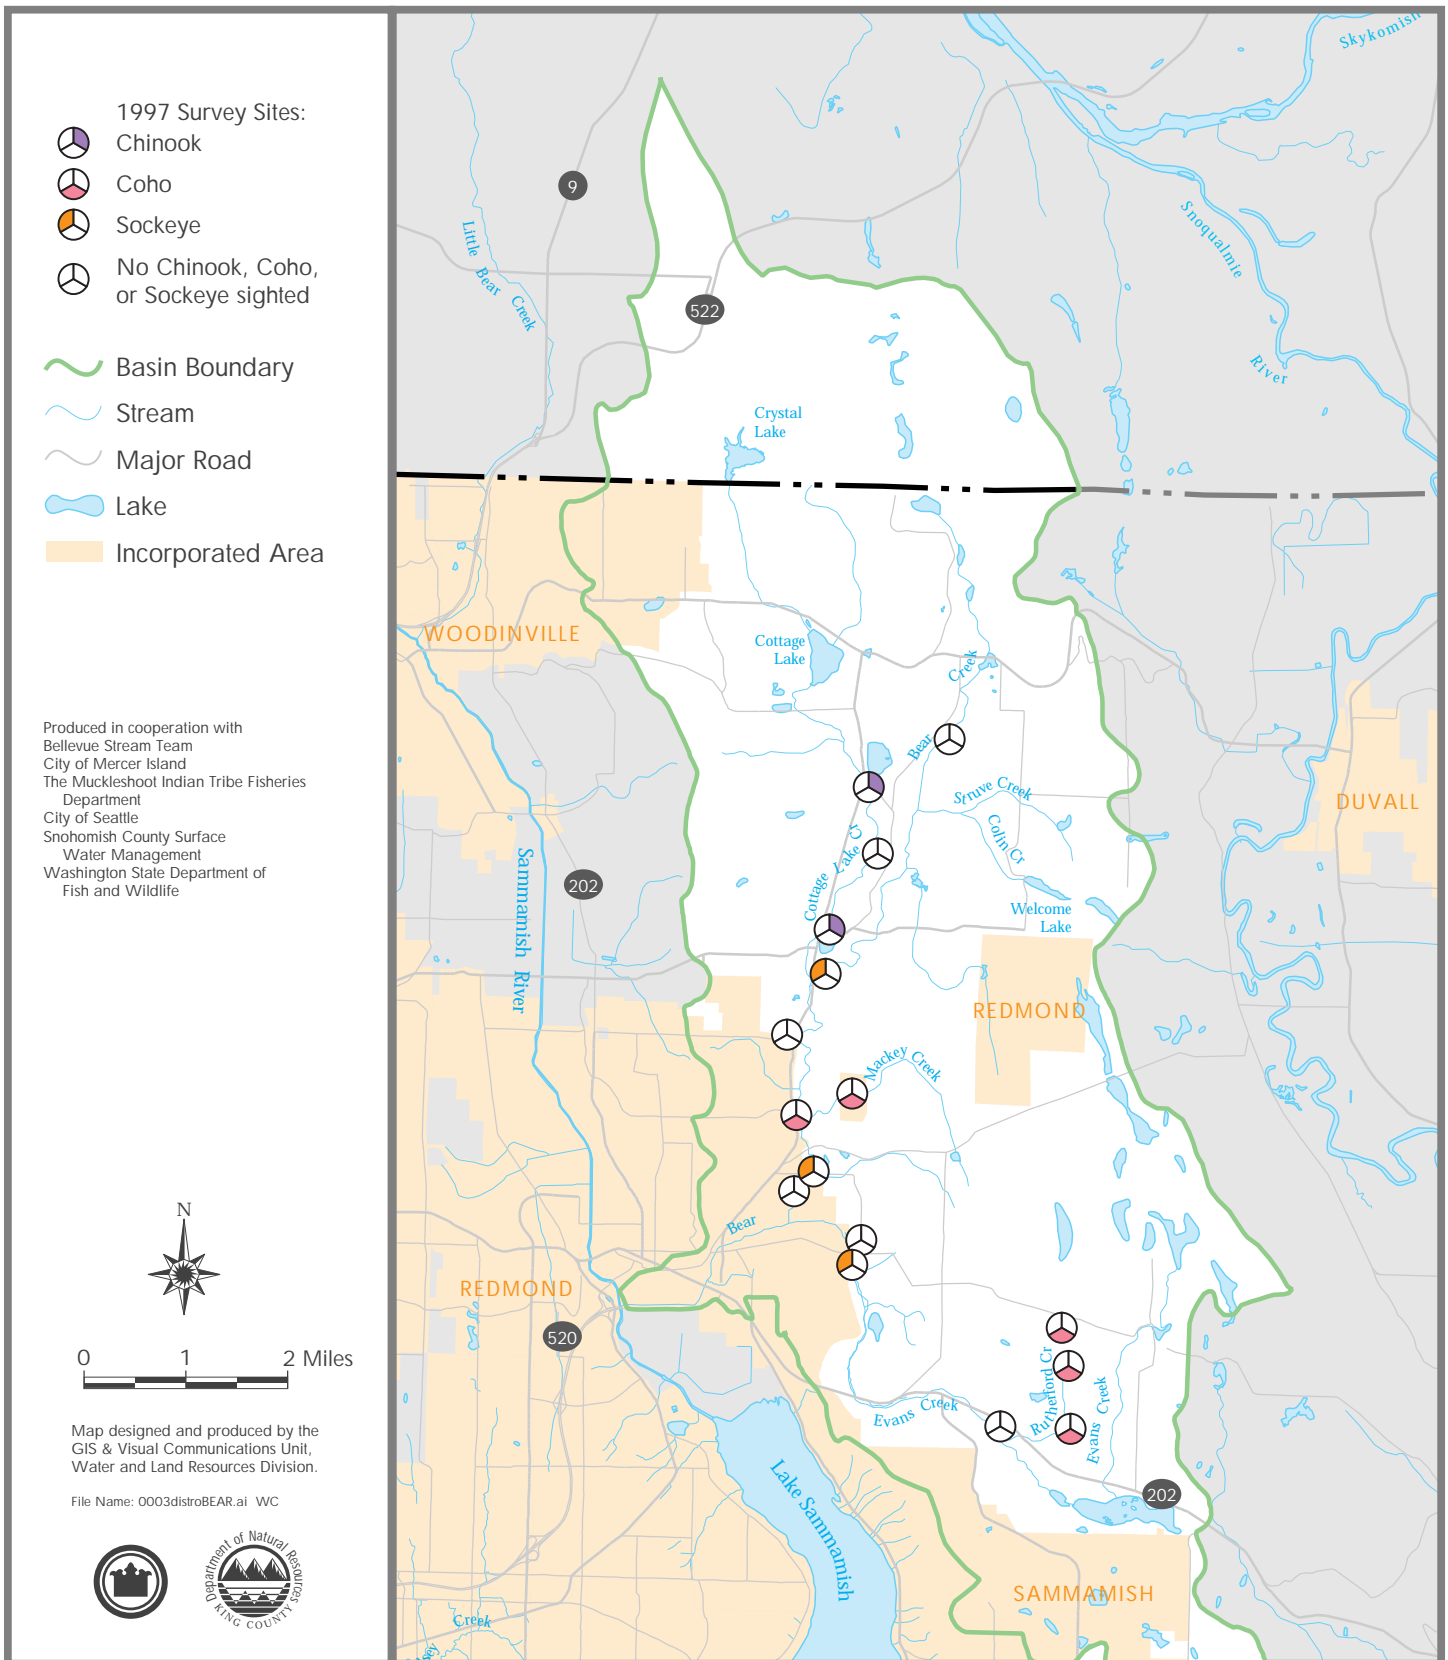 1997 Survey Sites:
Chinook
Coho
Sockeye
No Chinook, Coho,
or Sockeye sighted
Basin Boundary
Stream
Major Road
Lake
Incorporated Area
Produced in cooperation with
Bellevue Stream Team
City of Mercer Island
The Muckleshoot Indian Tribe Fisheries
Department
City of Seattle
Snohomish County Surface
Water Management
Washington State Department of
Fish and Wildlife
N
0 1 2 Miles
Map designed and produced by the
GIS & Visual Communications Unit,
Water and Land Resources Division.
File Name: 0003distroBEAR.ai WC
Department of Natural Resources
KING COUNTY
Skykomish
9
Little Bear Creek
Snoqualmie River
522
Crystal
Lake
WOODINVILLE
Cottage
Lake
Bear Creek
Struve Creek
Colin Cr
DUVALL
Cottage Lake Cr
Sammamish River
202
Welcome
Lake
REDMOND
Mackey Creek
Bear
REDMOND
520
Rutherford Cr
Evans Creek
Evans Creek
202
Lake Sammamish
SAMMAMISH
Creek